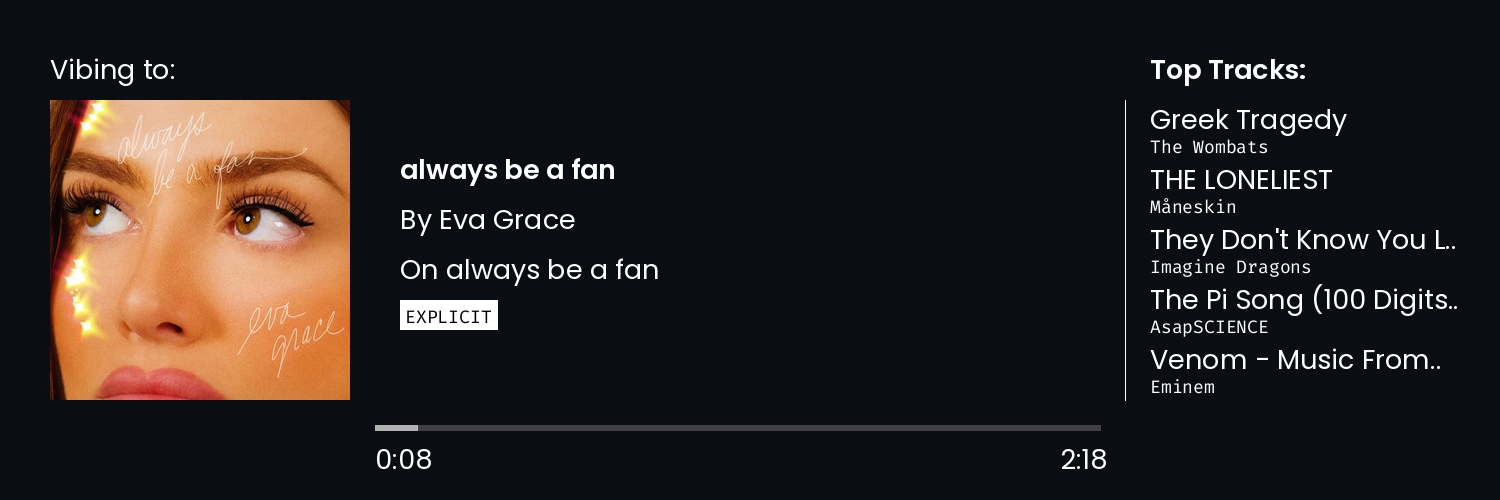 Vibing to:
always
be a fan
eva
grace
always be a fan
By Eva Grace
On always be a fan
EXPLICIT
0:08
2:18
Top Tracks:
Greek Tragedy
The Wombats
THE LONELIEST
Måneskin
They Don't Know You L..
Imagine Dragons
The Pi Song (100 Digits..
AsapSCIENCE
Venom - Music From..
Eminem